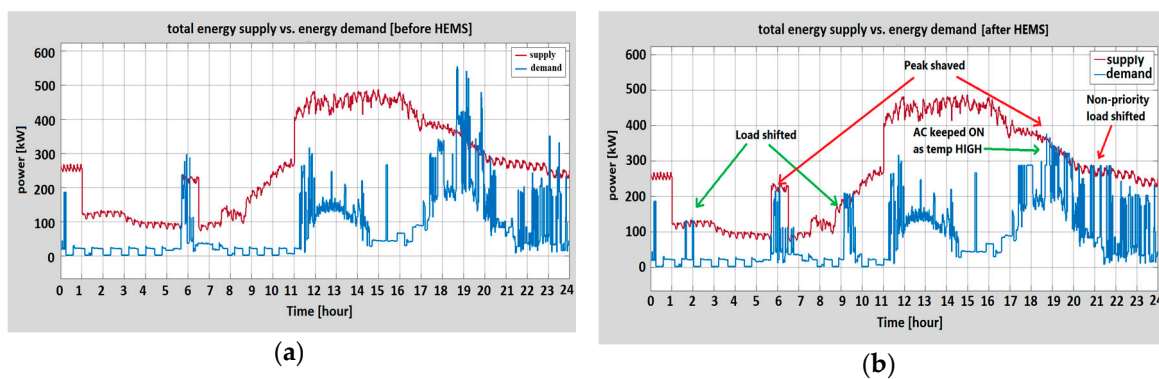 total energy supply vs. energy demand [before HEMS]
supply
demand
power [kW]
600
500
400
300
200
100
0
0 1 2 3 4 5 6 7 8 9 10 11 12 13 14 15 16 17 18 19 20 21 22 23 24
Time [hour]
(a)
total energy supply vs. energy demand [after HEMS]
supply
demand
Peak shaved
Non-priority
load shifted
Load shifted
AC keeped ON
as temp HIGH
power [kW]
600
500
400
300
200
100
0
0 1 2 3 4 5 6 7 8 9 10 11 12 13 14 15 16 17 18 19 20 21 22 23 24
Time [hour]
(b)